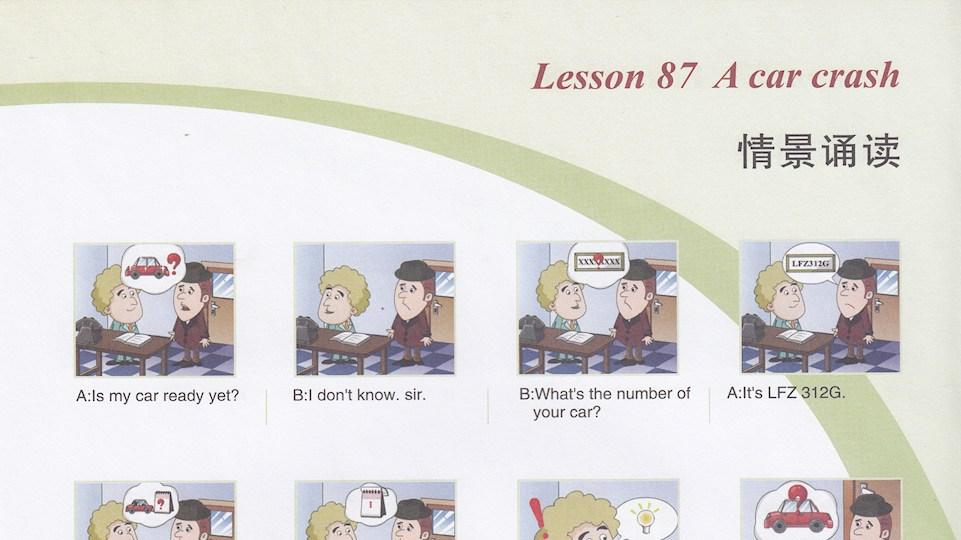 Lesson 87 A car crash
情景诵读
XXXXXXX
LFZ312G
A:Is my car ready yet?
B:I don't know. sir.
B:What's the number of
your car?
A:It's LFZ 312G.